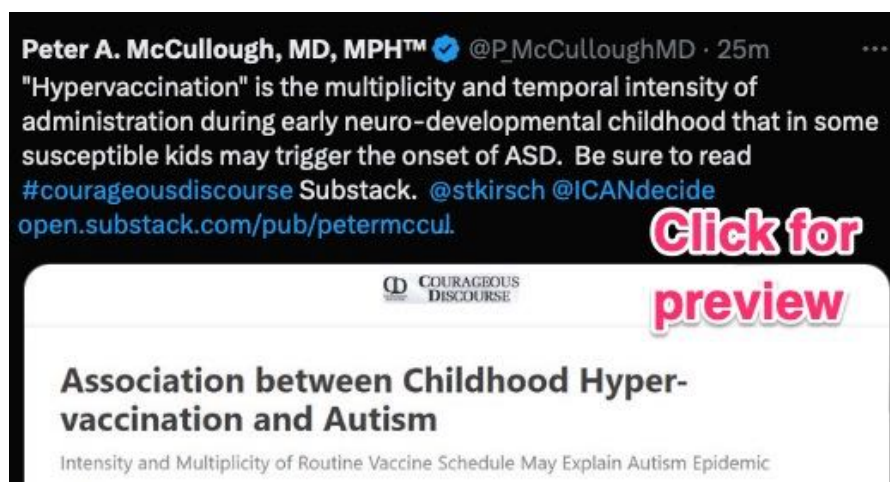 Peter A. McCullough, MD, MPH™ @P_McCulloughMD · 25m
"Hypervaccination" is the multiplicity and temporal intensity of
administration during early neuro-developmental childhood that in some
susceptible kids may trigger the onset of ASD. Be sure to read
#courageousdiscourse Substack. @stkirsch @ICANdecide
open.substack.com/pub/petermccul.
Click for
preview
COURAGEOUS
DISCOURSE
Association between Childhood Hyper-
vaccination and Autism
Intensity and Multiplicity of Routine Vaccine Schedule May Explain Autism Epidemic